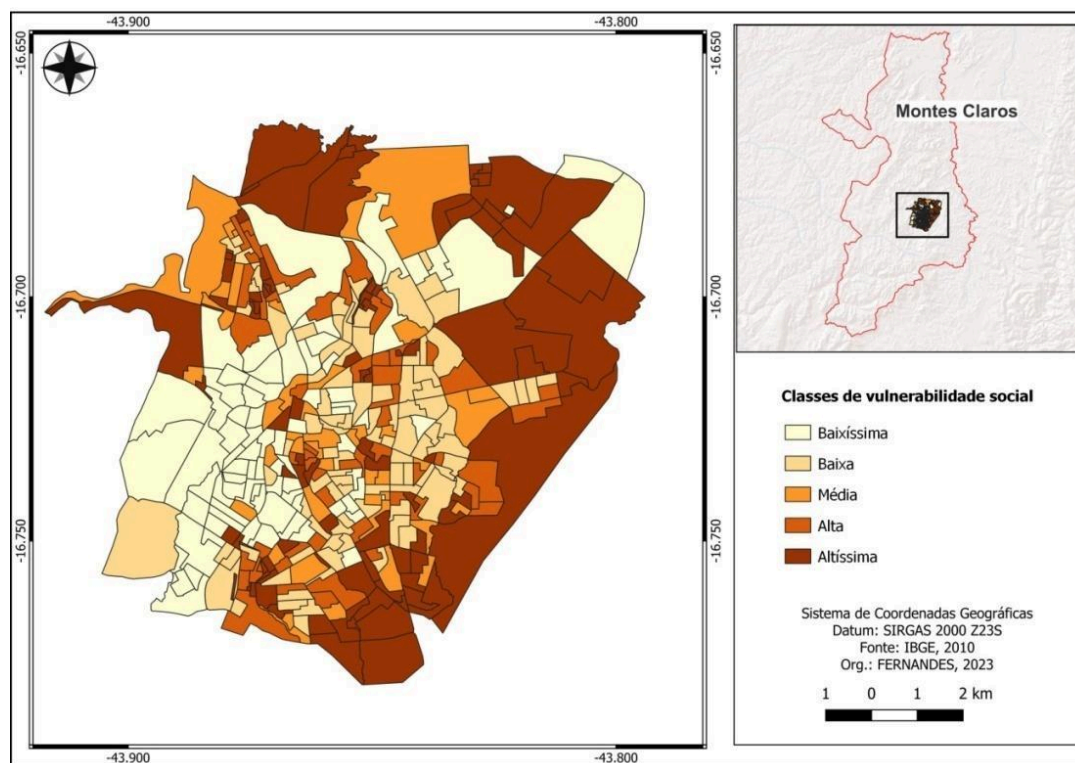 -43.900
-43.800
-16.650
-16.700
-16.750
-43.900
-43.800
Montes Claros
Classes de vulnerabilidade social
Baixíssima
Baixa
Média
Alta
Altíssima
Sistema de Coordenadas Geográficas
Datum: SIRGAS 2000 Z23S
Fonte: IBGE, 2010
Org.: FERNANDES, 2023
1 0 1 2 km
-16.650
-16.700
-16.750